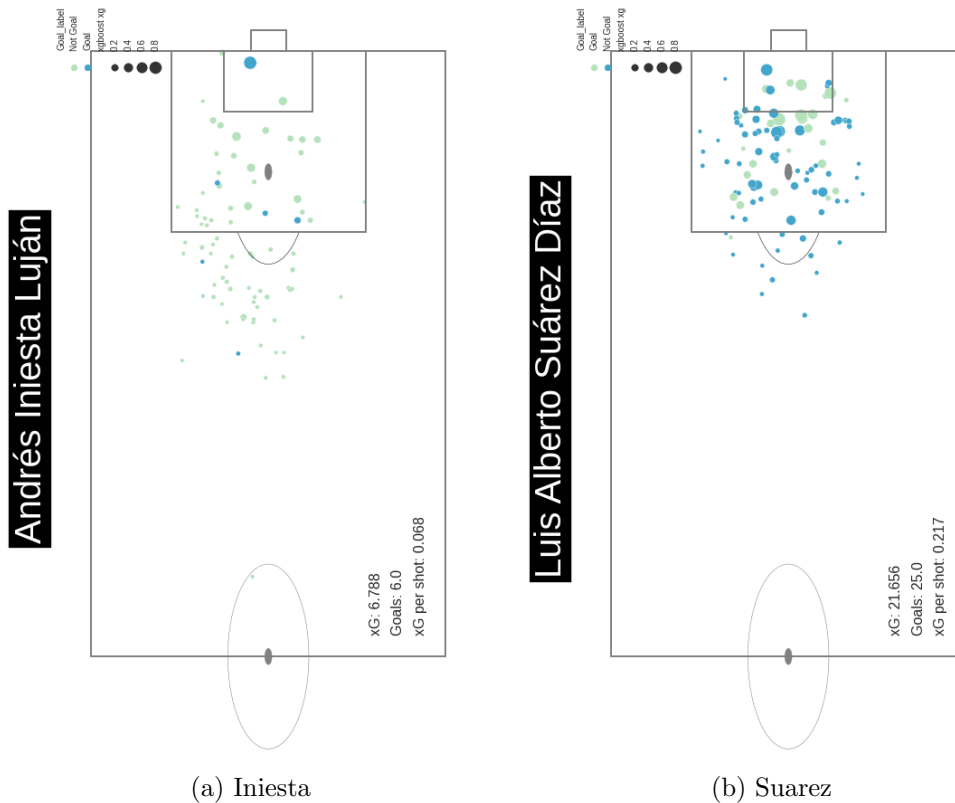 Andrés Iniesta Luján
Goal_label
Not Goal
Goal
xgboost xg
0.2
0.4
0.6
0.8
xG: 6.788
Goals: 6.0
xG per shot: 0.068
(a) Iniesta
Luis Alberto Suárez Díaz
Goal_label
Goal
Not Goal
xgboost xg
0.2
0.4
0.6
0.8
xG: 21.656
Goals: 25.0
xG per shot: 0.217
(b) Suarez